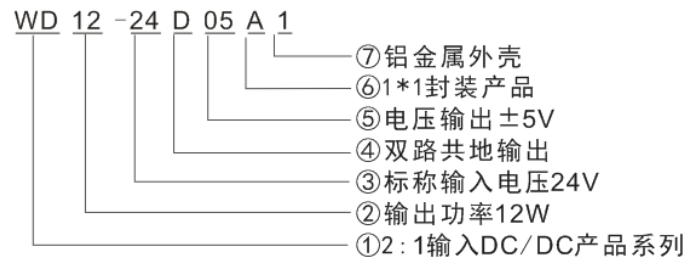 WD 12 -24 D 05 A 1
⑦铝金属外壳
⑥1*1封装产品
⑤电压输出±5V
④双路共地输出
③标称输入电压24V
②输出功率12W
①2:1输入DC/DC产品系列